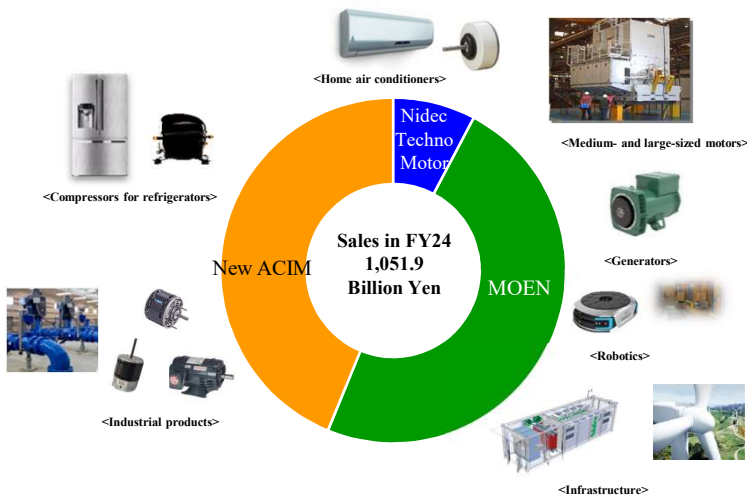 <Home air conditioners>
Nidec
Techno
Motor
<Medium- and large-sized motors>
<Compressors for refrigerators>
Sales in FY24
1,051.9
Billion Yen
<Generators>
New ACIM
MOEN
<Robotics>
<Industrial products>
<Infrastructure>